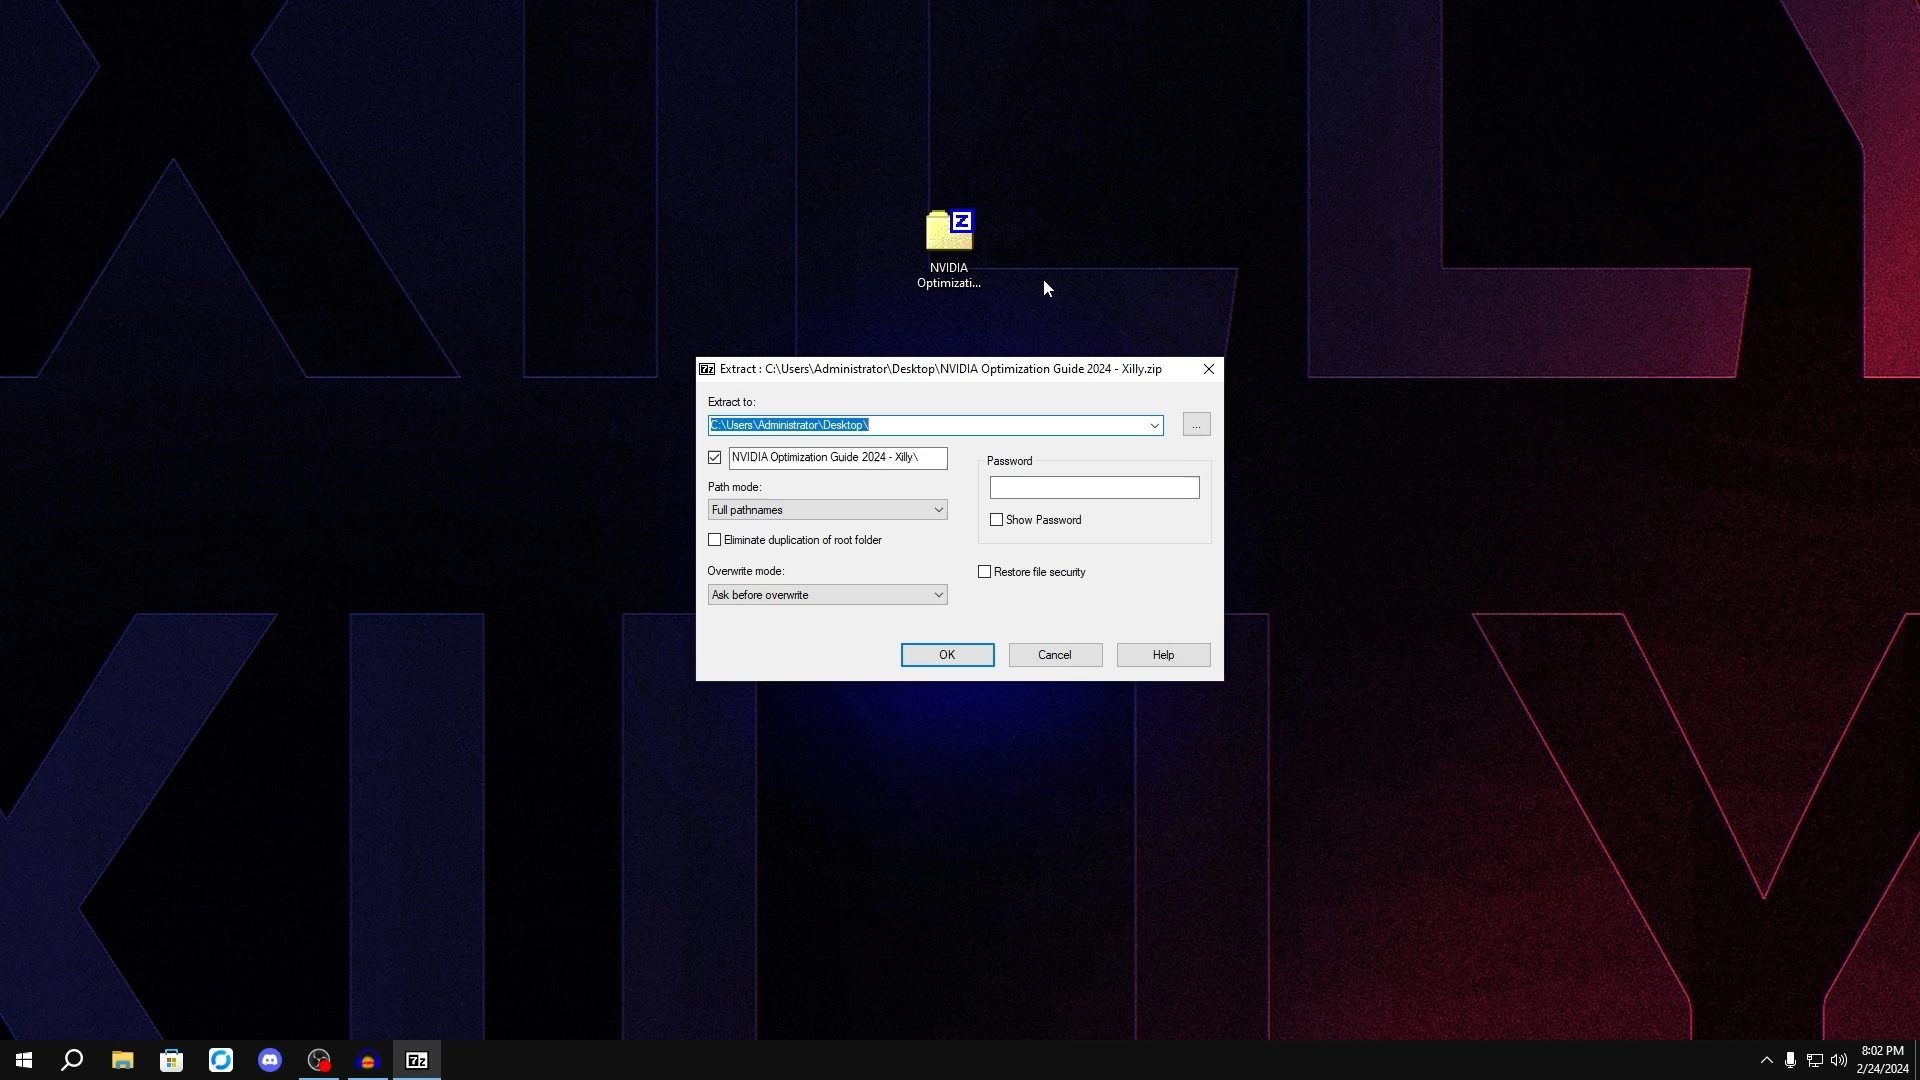 NVIDIA
Optimizati...
7z Extract : C:\Users\Administrator\Desktop\NVIDIA Optimization Guide 2024 - Xilly.zip
Extract to:
C:\Users\Administrator\Desktop\
...
NVIDIA Optimization Guide 2024 - Xilly\
Password
Path mode:
Full pathnames
Show Password
Eliminate duplication of root folder
Overwrite mode:
Restore file security
Ask before overwrite
OK
Cancel
Help
7z
8:02 PM
2/24/2024